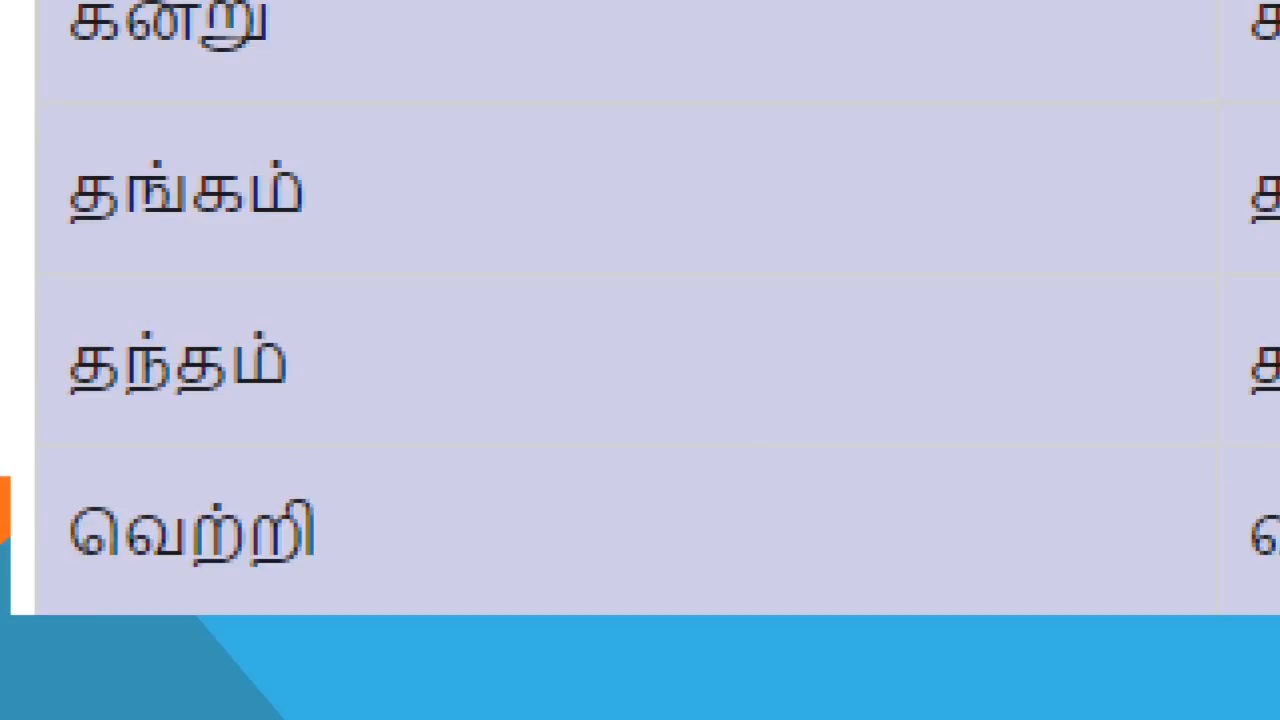 கன்று
தங்கம்
தந்தம்
வெற்றி